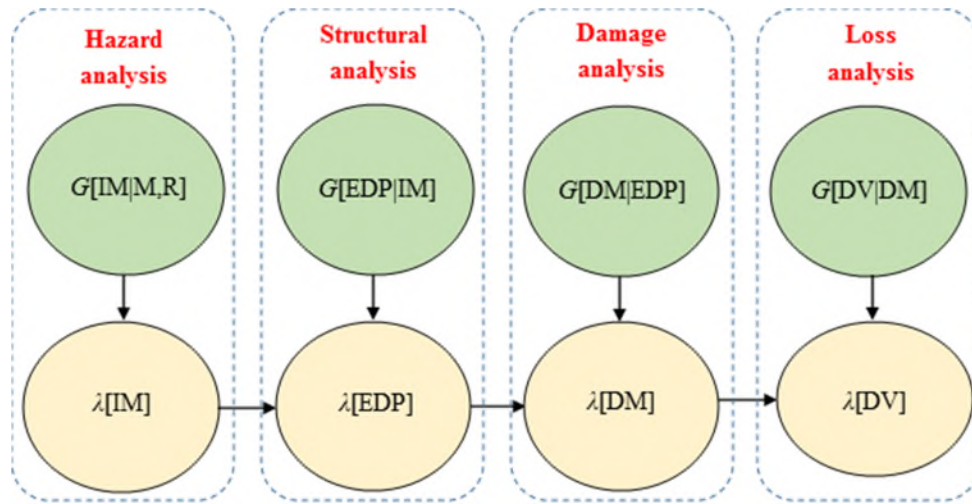 Hazard
analysis
G[IM|M,R]
λ[IM]
Structural
analysis
G[EDP|IM]
λ[EDP]
Damage
analysis
G[DM|EDP]
λ[DM]
Loss
analysis
G[DV|DM]
λ[DV]